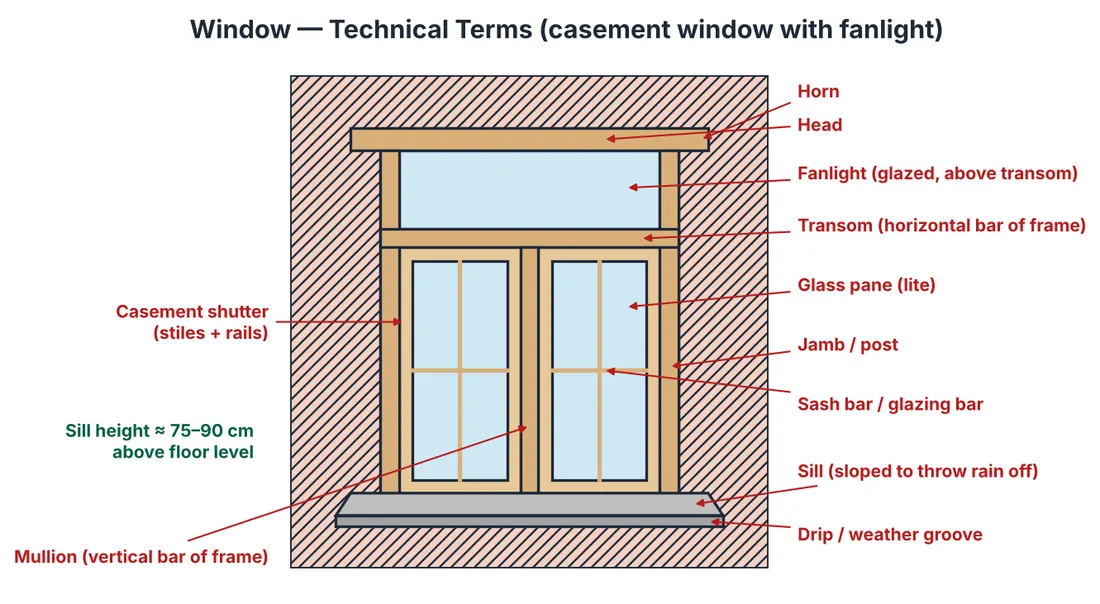 Window — Technical Terms (casement window with fanlight)
Horn
Head
Fanlight (glazed, above transom)
Transom (horizontal bar of frame)
Glass pane (lite)
Casement shutter
(stiles + rails)
Jamb / post
Sash bar / glazing bar
Sill height ≈ 75–90 cm
above floor level
Sill (sloped to throw rain off)
Drip / weather groove
Mullion (vertical bar of frame)